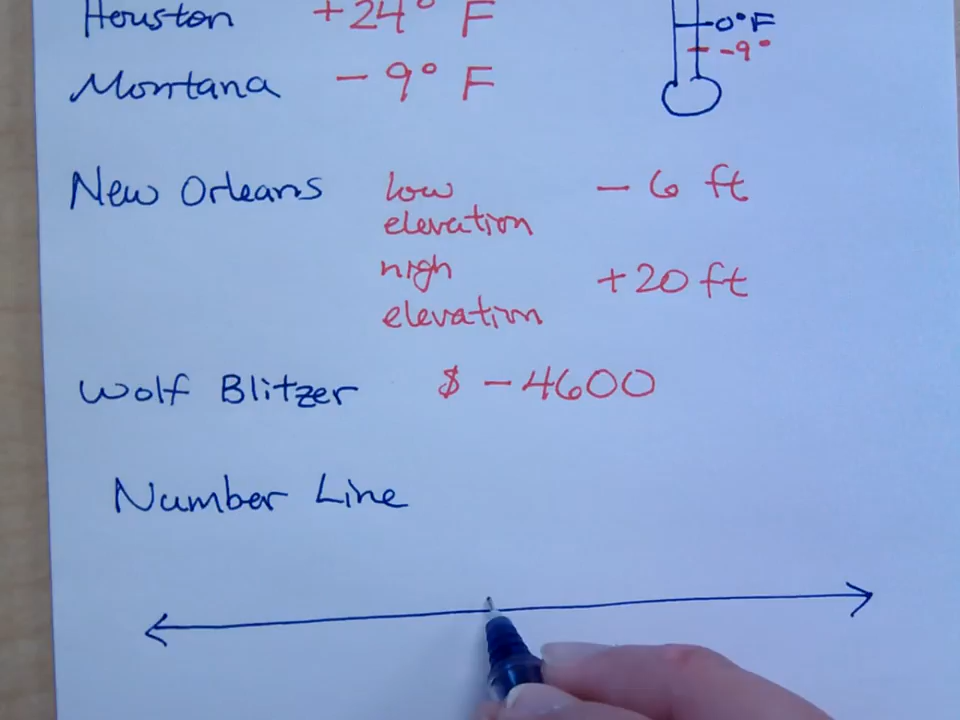 Houston +24° F
0°F
-9°
Montana - 9° F
New Orleans low elevation - 6 ft
high elevation +20 ft
Wolf Blitzer $ -4600
Number Line